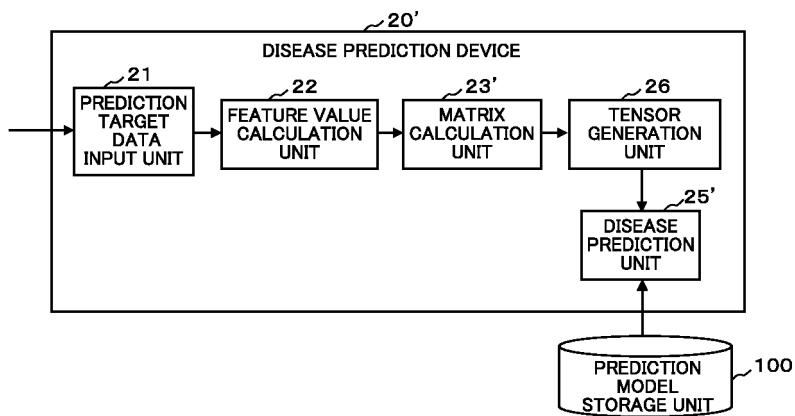 20'
DISEASE PREDICTION DEVICE
21
PREDICTION
TARGET
DATA
INPUT UNIT
22
FEATURE VALUE
CALCULATION
UNIT
23'
MATRIX
CALCULATION
UNIT
26
TENSOR
GENERATION
UNIT
25'
DISEASE
PREDICTION
UNIT
100
PREDICTION
MODEL
STORAGE UNIT